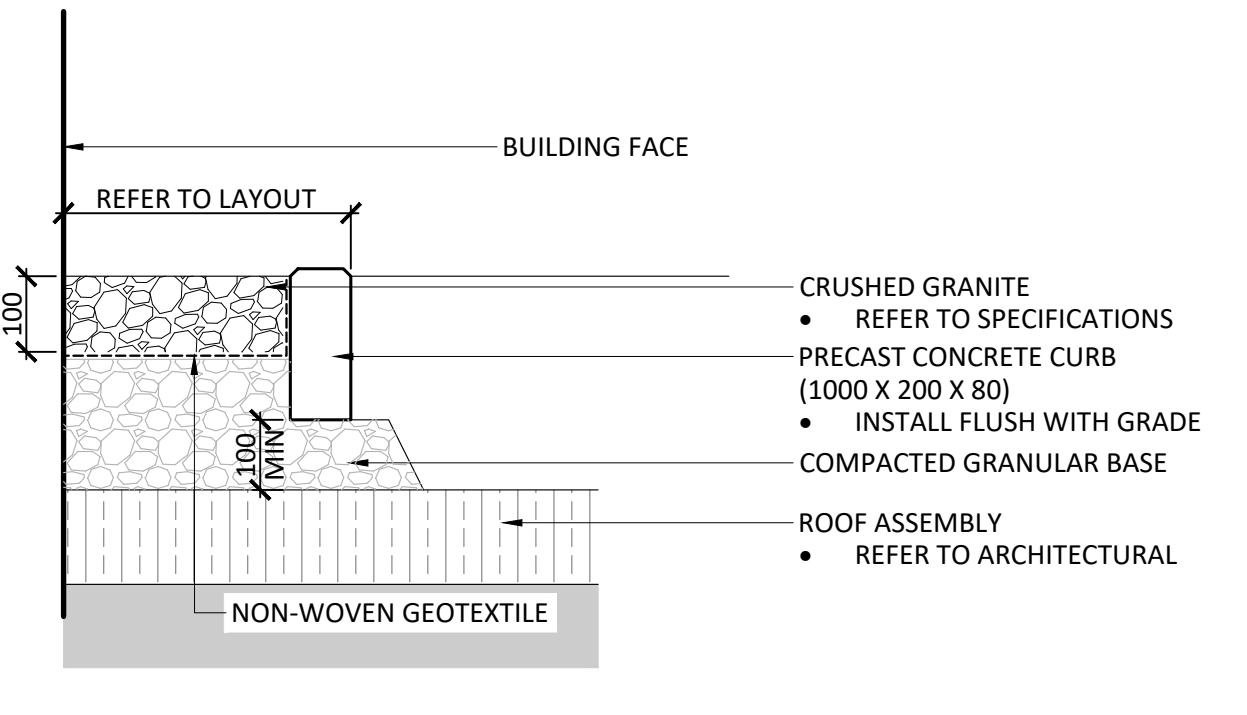 BUILDING FACE
REFER TO LAYOUT
100
CRUSHED GRANITE
• REFER TO SPECIFICATIONS
PRECAST CONCRETE CURB
(1000 X 200 X 80)
• INSTALL FLUSH WITH GRADE
100
MIN
COMPACTED GRANULAR BASE
ROOF ASSEMBLY
• REFER TO ARCHITECTURAL
NON-WOVEN GEOTEXTILE